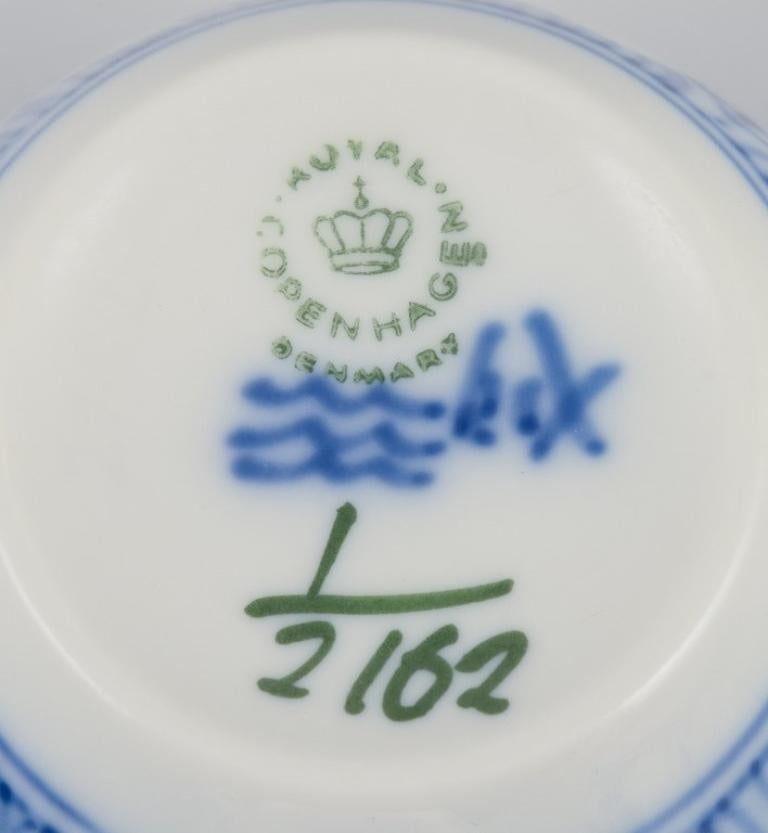 ROYAL
COPENHAGEN
DENMARK
1
2162